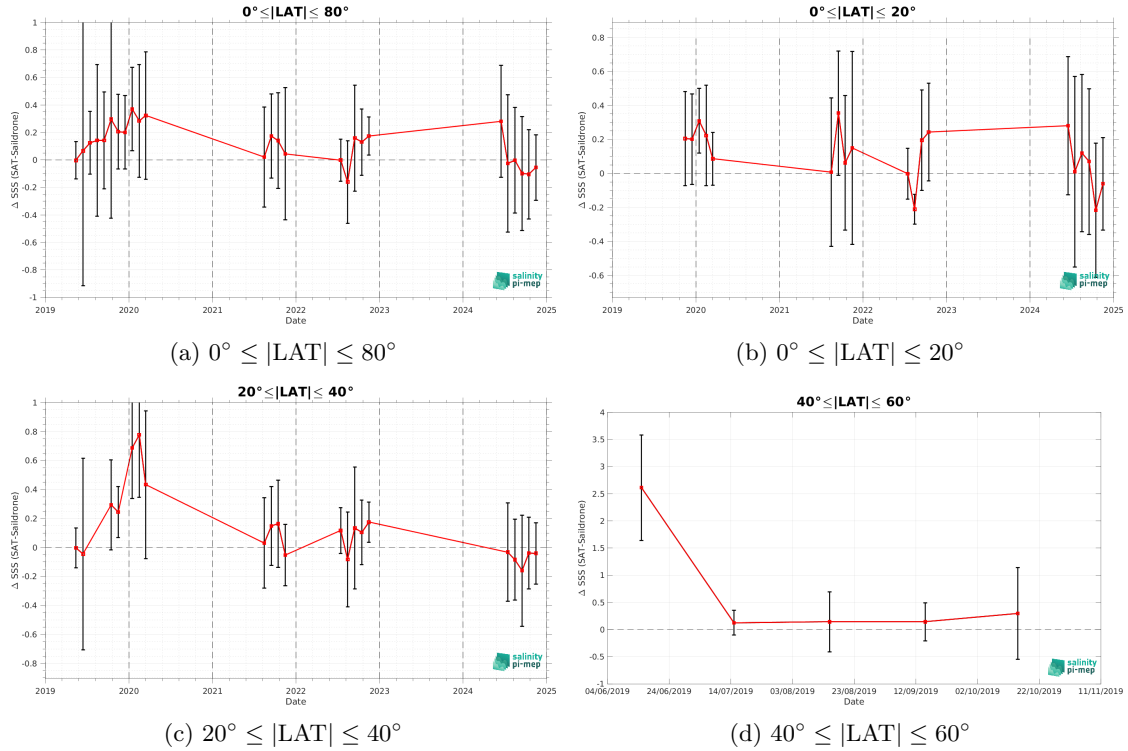 0°≤|LAT|≤ 80°
1
0.8
0.6
0.4
0.2
0
-0.2
-0.4
-0.6
-0.8
-1
Δ SSS (SAT-Saildrone)
2019 2020 2021 2022 2023 2024 2025
Date
salinity
pi-mep
(a) 0° ≤ |LAT| ≤ 80°
0°≤|LAT|≤ 20°
0.8
0.6
0.4
0.2
0
-0.2
-0.4
-0.6
Δ SSS (SAT-Saildrone)
2019 2020 2021 2022 2023 2024 2025
Date
salinity
pi-mep
(b) 0° ≤ |LAT| ≤ 20°
20°≤|LAT|≤ 40°
1
0.8
0.6
0.4
0.2
0
-0.2
-0.4
-0.6
-0.8
Δ SSS (SAT-Saildrone)
2019 2020 2021 2022 2023 2024 2025
Date
salinity
pi-mep
(c) 20° ≤ |LAT| ≤ 40°
40°≤|LAT|≤ 60°
4
3.5
3
2.5
2
1.5
1
0.5
0
-0.5
-1
Δ SSS (SAT-Saildrone)
04/06/2019 24/06/2019 14/07/2019 03/08/2019 23/08/2019 12/09/2019 02/10/2019 22/10/2019 11/11/2019
Date
salinity
pi-mep
(d) 40° ≤ |LAT| ≤ 60°